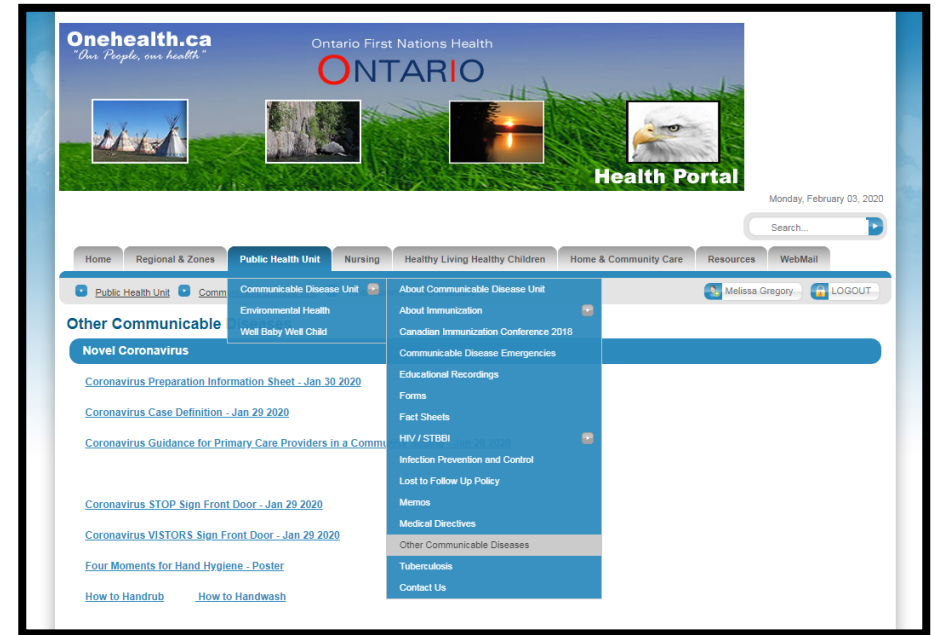 Onehealth.ca
"Our People, our health"
Ontario First Nations Health
ONTARIO
Health Portal
Monday, February 03, 2020
Search...
Home Regional & Zones Public Health Unit Nursing Healthy Living Healthy Children Home & Community Care Resources WebMail
Public Health Unit Comm
Melissa Gregory LOGOUT
Communicable Disease Unit
Environmental Health
Well Baby Well Child
About Communicable Disease Unit
About Immunization
Canadian Immunization Conference 2018
Communicable Disease Emergencies
Educational Recordings
Forms
Fact Sheets
HIV / STBBI
Infection Prevention and Control
Lost to Follow Up Policy
Memos
Medical Directives
Other Communicable Diseases
Tuberculosis
Contact Us
Other Communicable Diseases
Novel Coronavirus
Coronavirus Preparation Information Sheet - Jan 30 2020
Coronavirus Case Definition - Jan 29 2020
Coronavirus Guidance for Primary Care Providers in a Commu
Coronavirus STOP Sign Front Door - Jan 29 2020
Coronavirus VISTORS Sign Front Door - Jan 29 2020
Four Moments for Hand Hygiene - Poster
How to Handrub How to Handwash